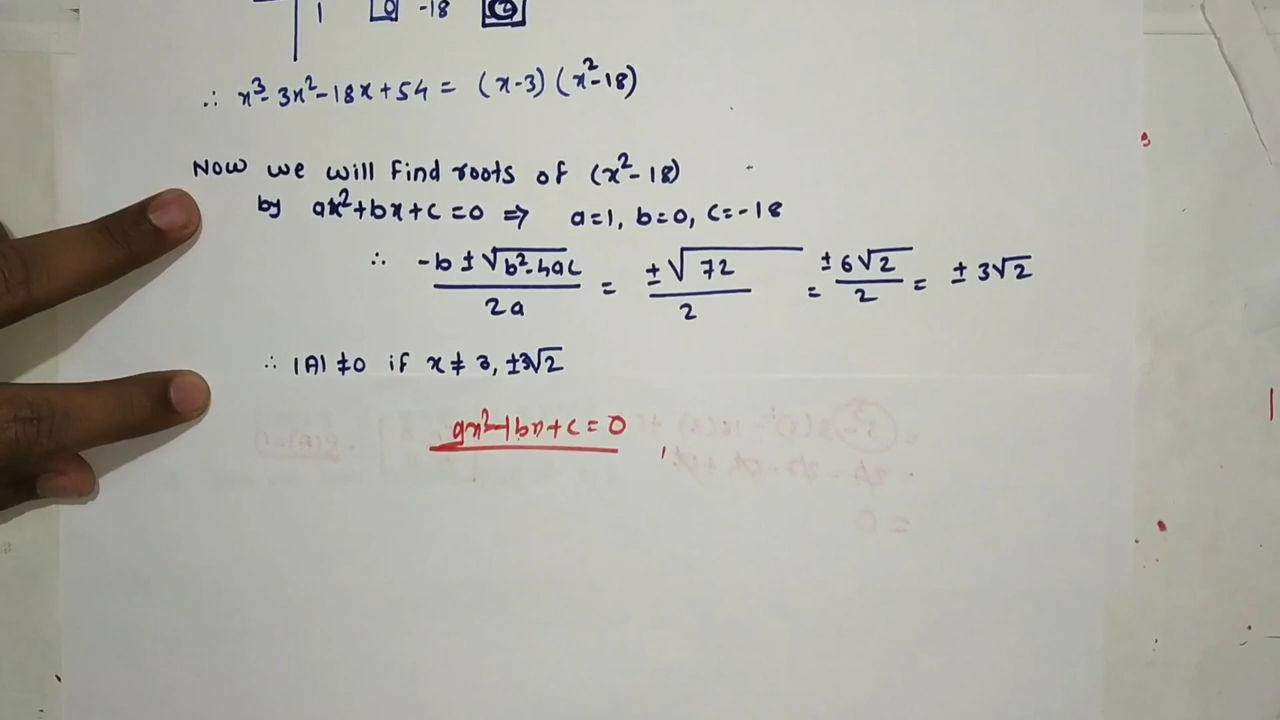 1 0 -18 0
∴ x³-3x²-18x+54 = (x-3)(x²-18)
Now we will find roots of (x²-18)
by ax²+bx+c=0 ⇒ a=1, b=0, c=-18
∴ -b±√b²-4ac / 2a = ±√72 / 2 = ±6√2 / 2 = ±3√2
∴ |A|≠0 if x≠3, ±3√2
ax²+bx+c=0